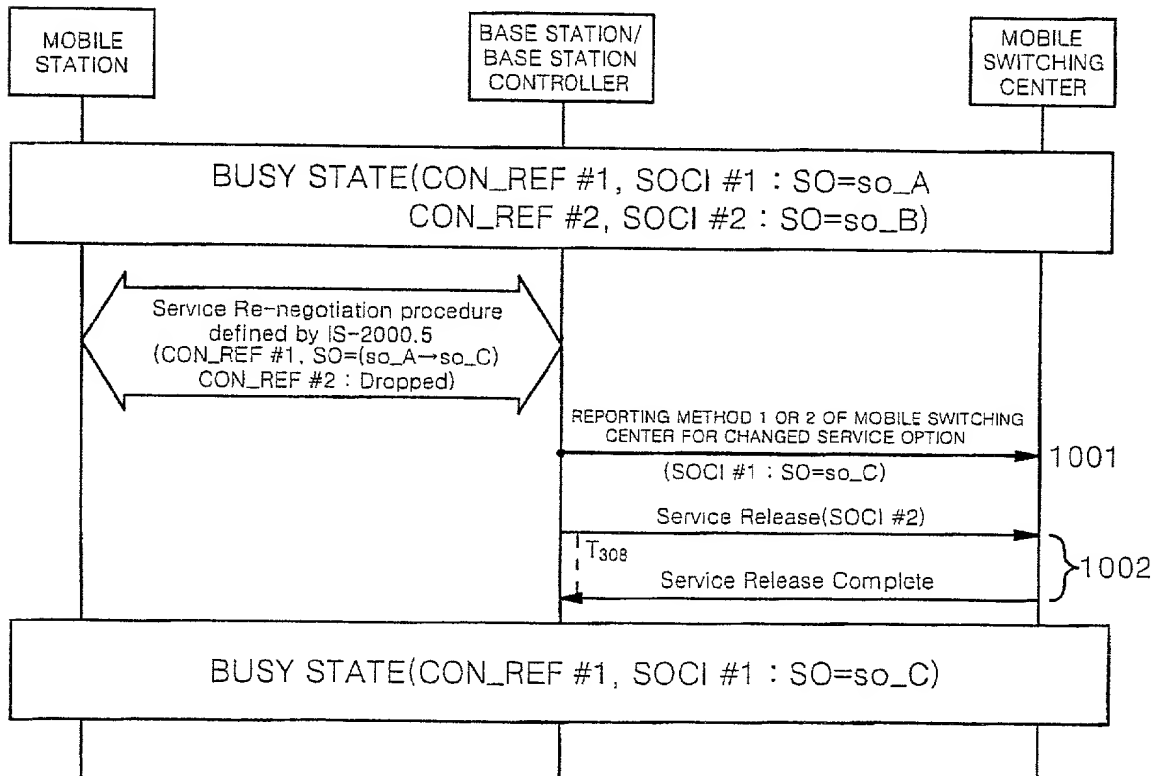 MOBILE
STATION
BASE STATION/
BASE STATION
CONTROLLER
MOBILE
SWITCHING
CENTER
BUSY STATE(CON_REF #1, SOCI #1 : SO=so_A
CON_REF #2, SOCI #2 : SO=so_B)
Service Re-negotiation procedure
defined by IS-2000.5
(CON_REF #1, SO=(so_A→so_C)
CON_REF #2 : Dropped)
REPORTING METHOD 1 OR 2 OF MOBILE SWITCHING
CENTER FOR CHANGED SERVICE OPTION
1001
(SOCI #1 : SO=so_C)
Service Release(SOCI #2)
T308
1002
Service Release Complete
BUSY STATE(CON_REF #1, SOCI #1 : SO=so_C)